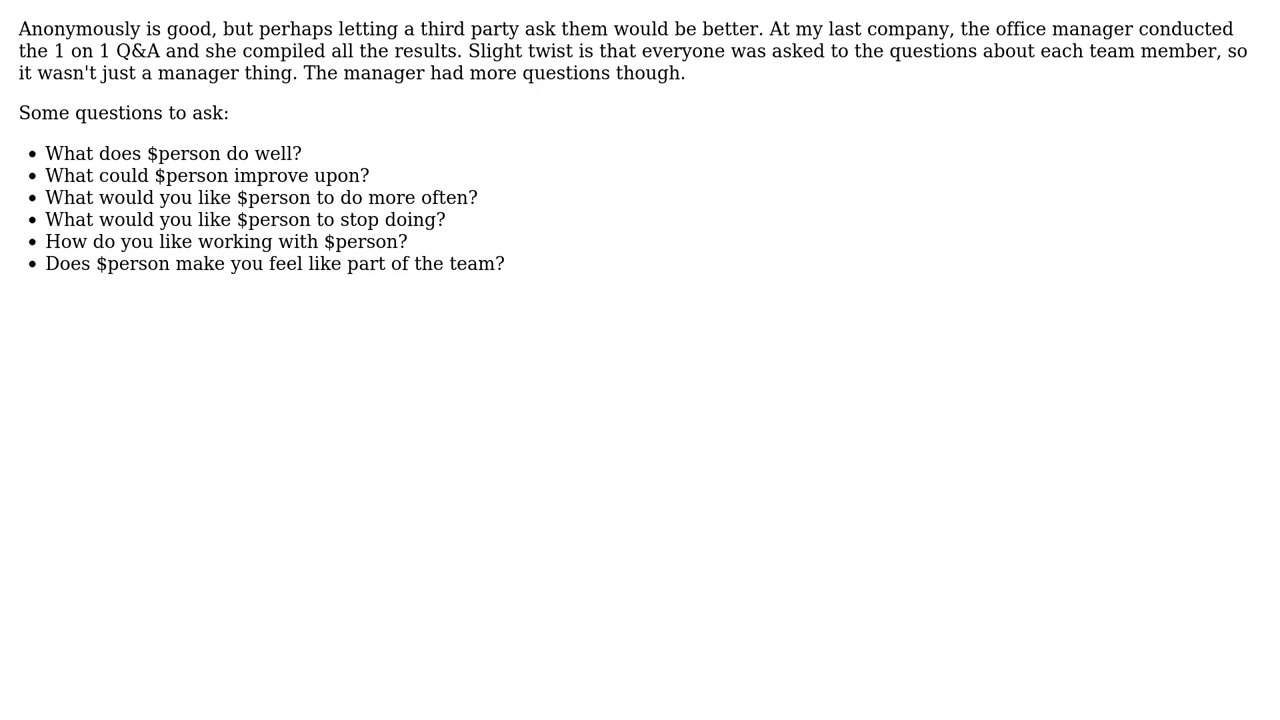 Anonymously is good, but perhaps letting a third party ask them would be better. At my last company, the office manager conducted
the 1 on 1 Q&A and she compiled all the results. Slight twist is that everyone was asked to the questions about each team member, so
it wasn't just a manager thing. The manager had more questions though.
Some questions to ask:
• What does $person do well?
• What could $person improve upon?
• What would you like $person to do more often?
• What would you like $person to stop doing?
• How do you like working with $person?
• Does $person make you feel like part of the team?